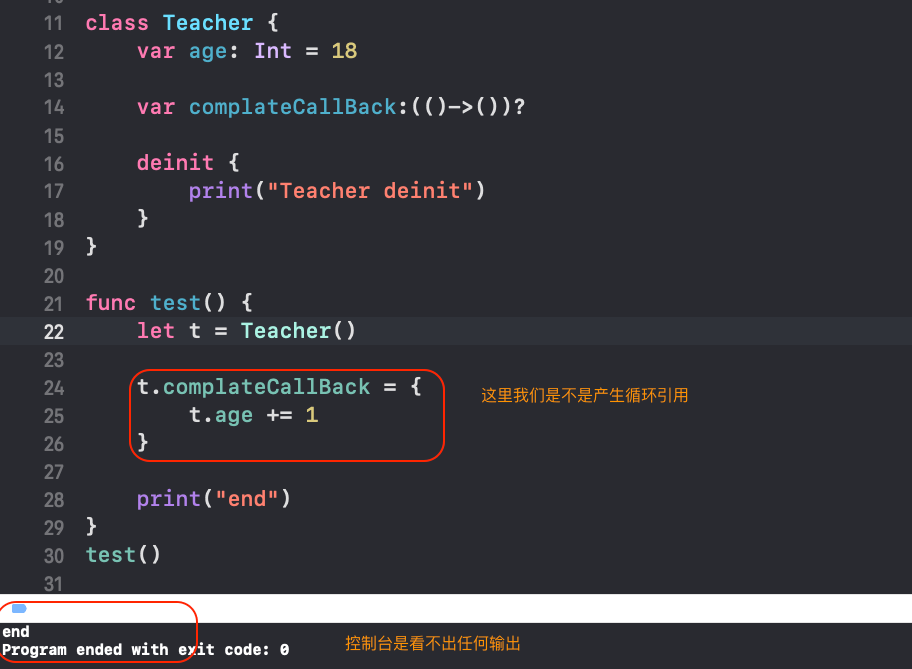 11 class Teacher {
12     var age: Int = 18
13
14     var complateCallBack:(()->())?
15
16     deinit {
17         print("Teacher deinit")
18     }
19 }
20
21 func test() {
22     let t = Teacher()
23
24     t.complateCallBack = { 这里我们是不是产生循环引用
25         t.age += 1
26     }
27
28     print("end")
29 }
30 test()
31
end
Program ended with exit code: 0 控制台是看不出任何输出